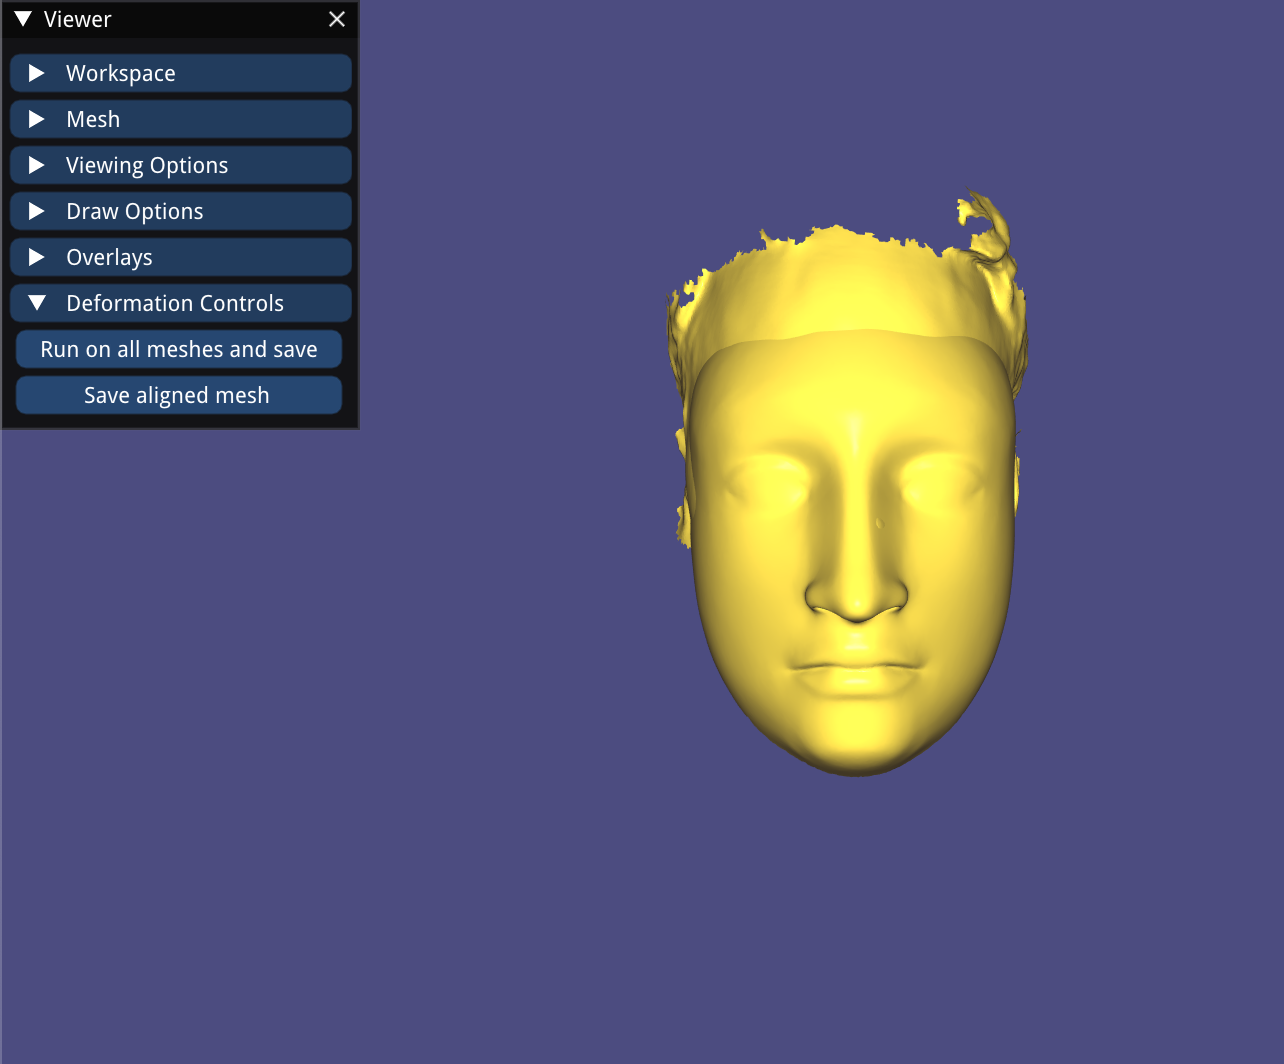 Viewer
Workspace
Mesh
Viewing Options
Draw Options
Overlays
Deformation Controls
Run on all meshes and save
Save aligned mesh